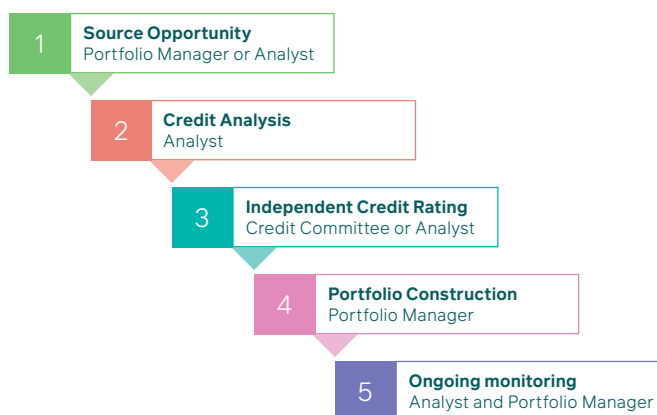 1
Source Opportunity
Portfolio Manager or Analyst
2
Credit Analysis
Analyst
3
Independent Credit Rating
Credit Committee or Analyst
4
Portfolio Construction
Portfolio Manager
5
Ongoing monitoring
Analyst and Portfolio Manager